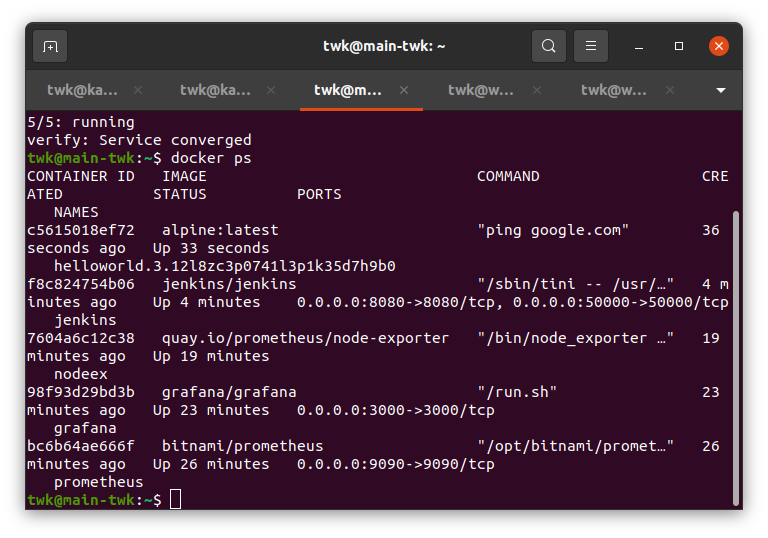 twk@main-twk: ~
twk@ka... twk@ka... twk@m... twk@w... twk@w...
5/5: running
verify: Service converged
twk@main-twk:~$ docker ps
CONTAINER ID   IMAGE                              COMMAND                  CRE
ATED          STATUS          PORTS
   NAMES
c5615018ef72   alpine:latest                      "ping google.com"        36
seconds ago   Up 33 seconds
   helloworld.3.12l8zc3p0741l3p1k35d7h9b0
f8c824754b06   jenkins/jenkins                    "/sbin/tini -- /usr/…"   4 m
inutes ago    Up 4 minutes    0.0.0.0:8080->8080/tcp, 0.0.0.0:50000->50000/tcp
   jenkins
7604a6c12c38   quay.io/prometheus/node-exporter   "/bin/node_exporter …"   19
minutes ago   Up 19 minutes
   nodeex
98f93d29bd3b   grafana/grafana                    "/run.sh"                23
minutes ago   Up 23 minutes   0.0.0.0:3000->3000/tcp
   grafana
bc6b64ae666f   bitnami/prometheus                 "/opt/bitnami/promet…"   26
minutes ago   Up 26 minutes   0.0.0.0:9090->9090/tcp
   prometheus
twk@main-twk:~$